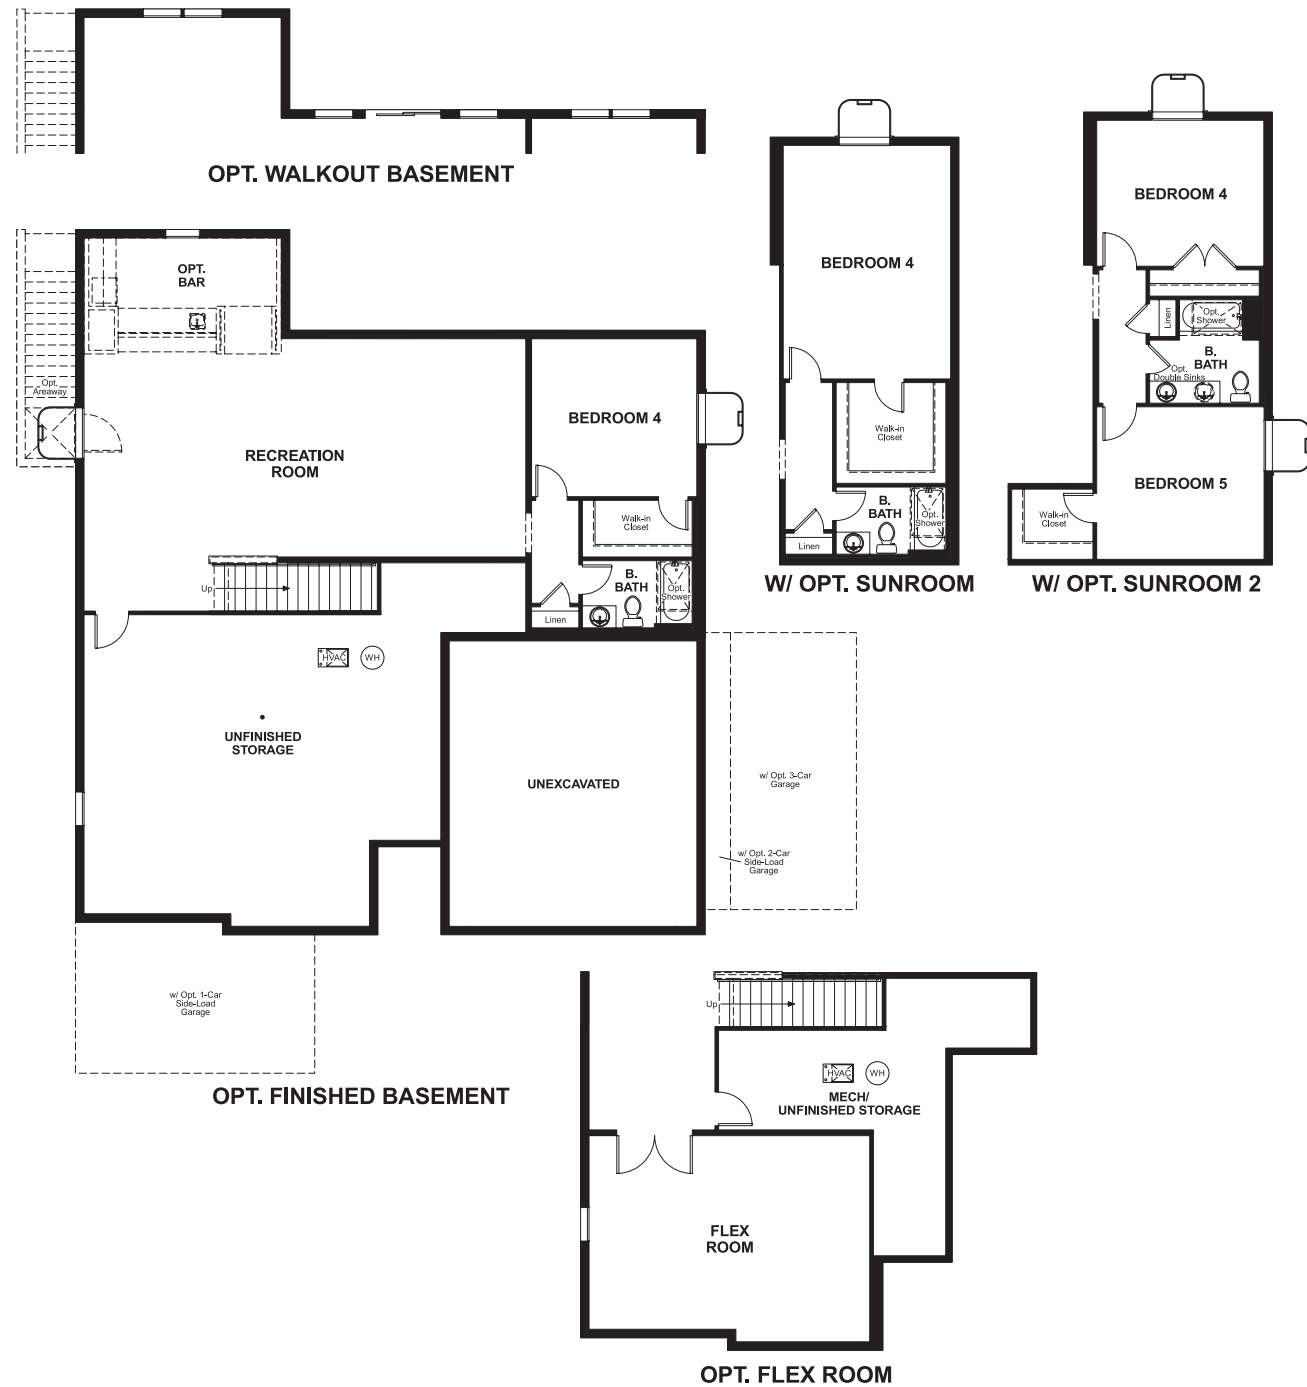 OPT. WALKOUT BASEMENT
OPT.
BAR
Opt.
Areaway
RECREATION
ROOM
BEDROOM 4
Walk-in
Closet
Up
B.
BATH
Opt.
Shower
Linen
HVAC
WH
UNFINISHED
STORAGE
UNEXCAVATED
w/ Opt. 3-Car
Garage
w/ Opt. 2-Car
Side-Load
Garage
w/ Opt. 1-Car
Side-Load
Garage
OPT. FINISHED BASEMENT
BEDROOM 4
Walk-in
Closet
B.
BATH
Opt.
Shower
Linen
W/ OPT. SUNROOM
BEDROOM 4
Linen
Opt.
Shower
B.
BATH
Opt.
Double Sinks
BEDROOM 5
Walk-in
Closet
W/ OPT. SUNROOM 2
Up
HVAC
WH
MECH/
UNFINISHED STORAGE
FLEX
ROOM
OPT. FLEX ROOM